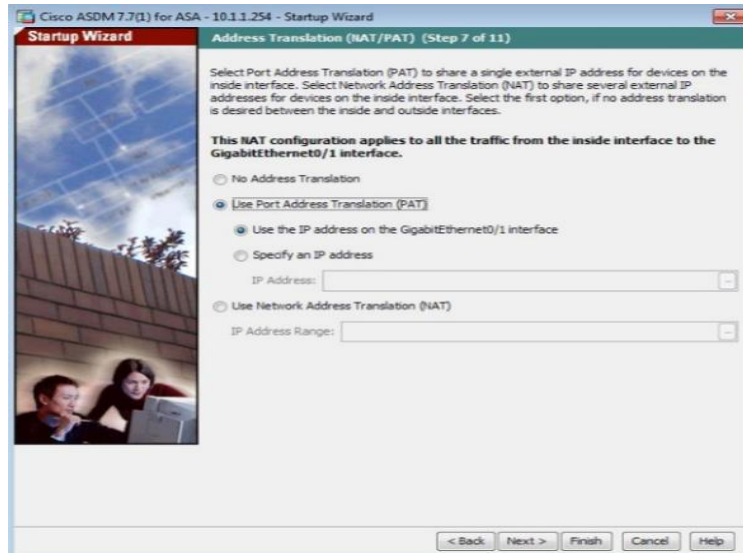 Cisco ASDM 7.7(1) for ASA - 10.1.1.254 - Startup Wizard
Startup Wizard
Address Translation (NAT/PAT) (Step 7 of 11)
Select Port Address Translation (PAT) to share a single external IP address for devices on the
inside interface. Select Network Address Translation (NAT) to share several external IP
addresses for devices on the inside interface. Select the first option, if no address translation
is desired between the inside and outside interfaces.
This NAT configuration applies to all the traffic from the inside interface to the
GigabitEthernet0/1 interface.
No Address Translation
Use Port Address Translation (PAT)
Use the IP address on the GigabitEthernet0/1 interface
Specify an IP address
IP Address:
Use Network Address Translation (NAT)
IP Address Range:
< Back Next > Finish Cancel Help